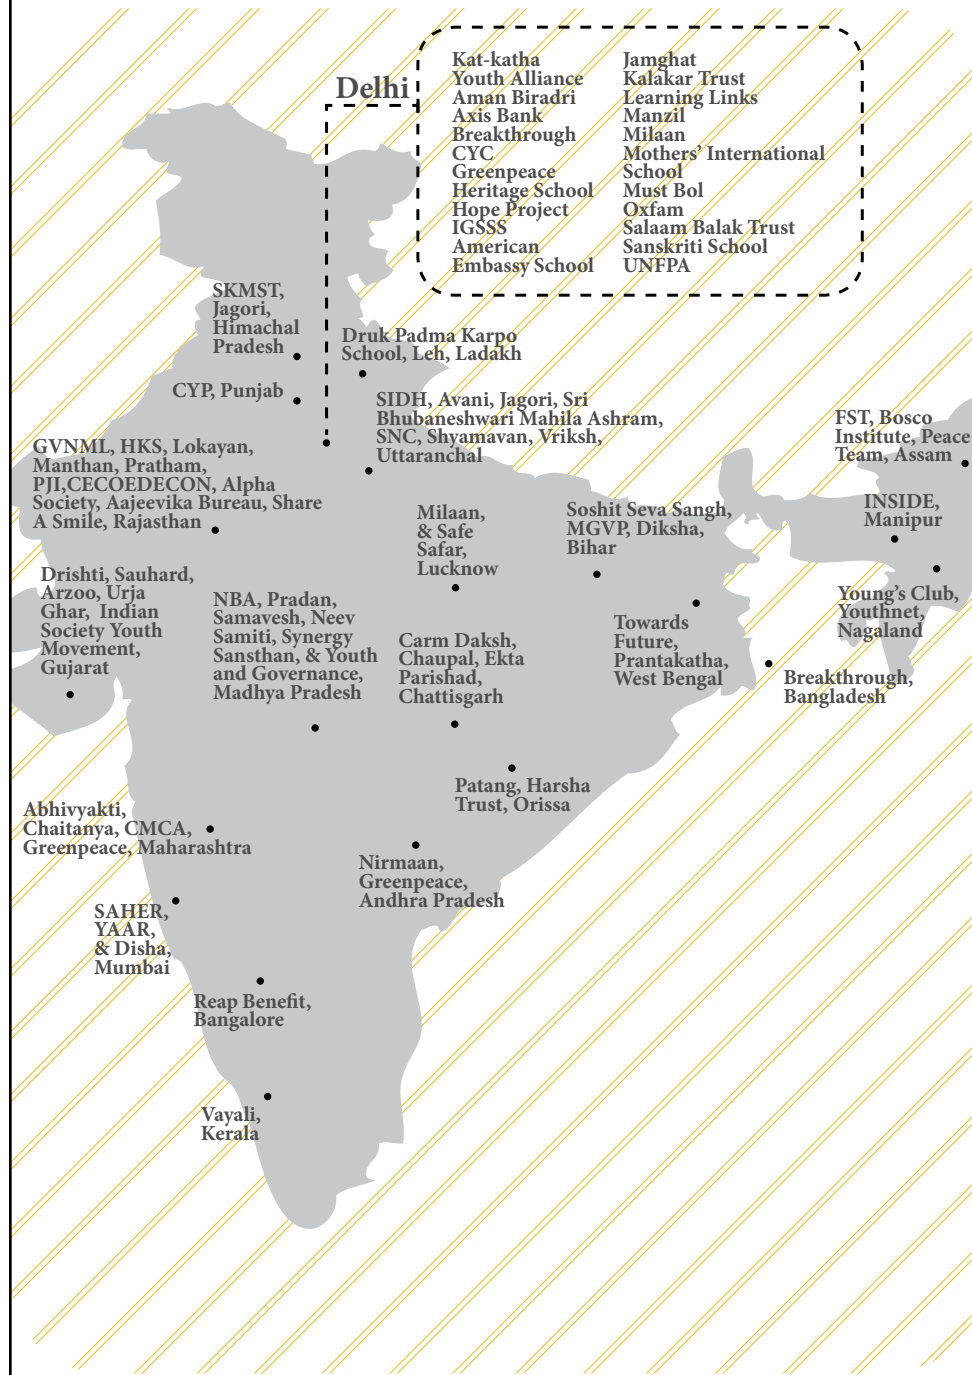 Delhi
Kat-katha
Youth Alliance
Aman Biradri
Axis Bank
Breakthrough
CYC
Greenpeace
Heritage School
Hope Project
IGSSS
American
Embassy School
Jamghat
Kalakar Trust
Learning Links
Manzil
Milaan
Mothers' International
School
Must Bol
Oxfam
Salaam Balak Trust
Sanskriti School
UNFPA
SKMST,
Jagori,
Himachal
Pradesh
Druk Padma Karpo
School, Leh, Ladakh
CYP, Punjab
SIDH, Avani, Jagori, Sri
Bhubaneshwari Mahila Ashram,
SNC, Shyamavan, Vriksh,
Uttaranchal
FST, Bosco
Institute, Peace
Team, Assam
GVNML, HKS, Lokayan,
Manthan, Pratham,
PJI,CECOEDECON, Alpha
Society, Aajeevika Bureau, Share
A Smile, Rajasthan
Milaan,
& Safe
Safar,
Lucknow
Soshit Seva Sangh,
MGVP, Diksha,
Bihar
INSIDE,
Manipur
Drishti, Sauhard,
Arzoo, Urja
Ghar,  Indian
Society Youth
Movement,
Gujarat
NBA, Pradan,
Samavesh, Neev
Samiti, Synergy
Sansthan, & Youth
and Governance,
Madhya Pradesh
Carm Daksh,
Chaupal, Ekta
Parishad,
Chattisgarh
Towards
Future,
Prantakatha,
West Bengal
Young's Club,
Youthnet,
Nagaland
Breakthrough,
Bangladesh
Patang, Harsha
Trust, Orissa
Abhivyakti,
Chaitanya, CMCA,
Greenpeace, Maharashtra
Nirmaan,
Greenpeace,
Andhra Pradesh
SAHER,
YAAR,
& Disha,
Mumbai
Reap Benefit,
Bangalore
Vayali,
Kerala